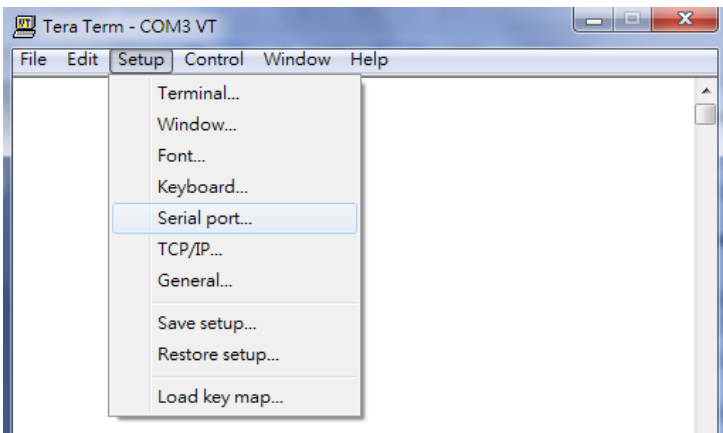 Tera Term - COM3 VT
File Edit Setup Control Window Help
Terminal...
Window...
Font...
Keyboard...
Serial port...
TCP/IP...
General...
Save setup...
Restore setup...
Load key map...